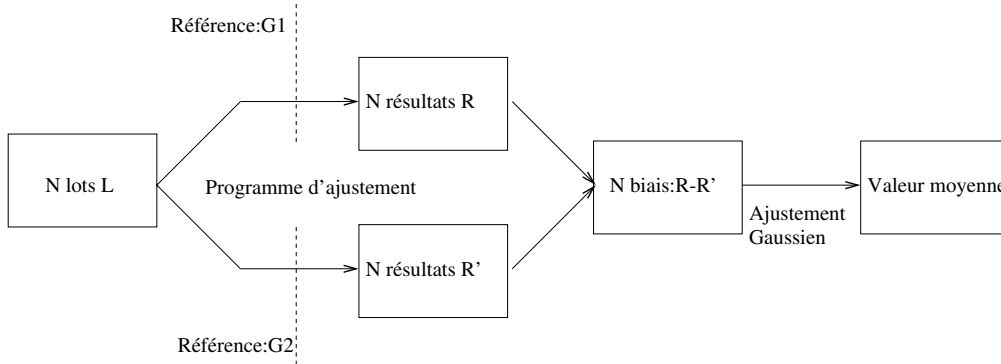 Référence:G1
N résultats R
N lots L
Programme d'ajustement
N biais:R-R'
Valeur moyenne
Ajustement
Gaussien
N résultats R'
Référence:G2